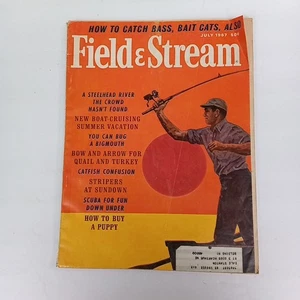 HOW TO CATCH BASS, BAIT CATS, ALSO
JULY 1967 60¢
Field & Stream
A STEELHEAD RIVER
THE CROWD
HASN'T FOUND
NEW BOAT CRUISING
SUMMER VACATION
YOU CAN BUG
A BIGMOUTH
BOW AND ARROW FOR
QUAIL AND TURKEY
CATFISH CONFUSION
STRIPERS
AT SUNDOWN
SCUBA FOR FUN
DOWN UNDER
HOW TO BUY
A PUPPY